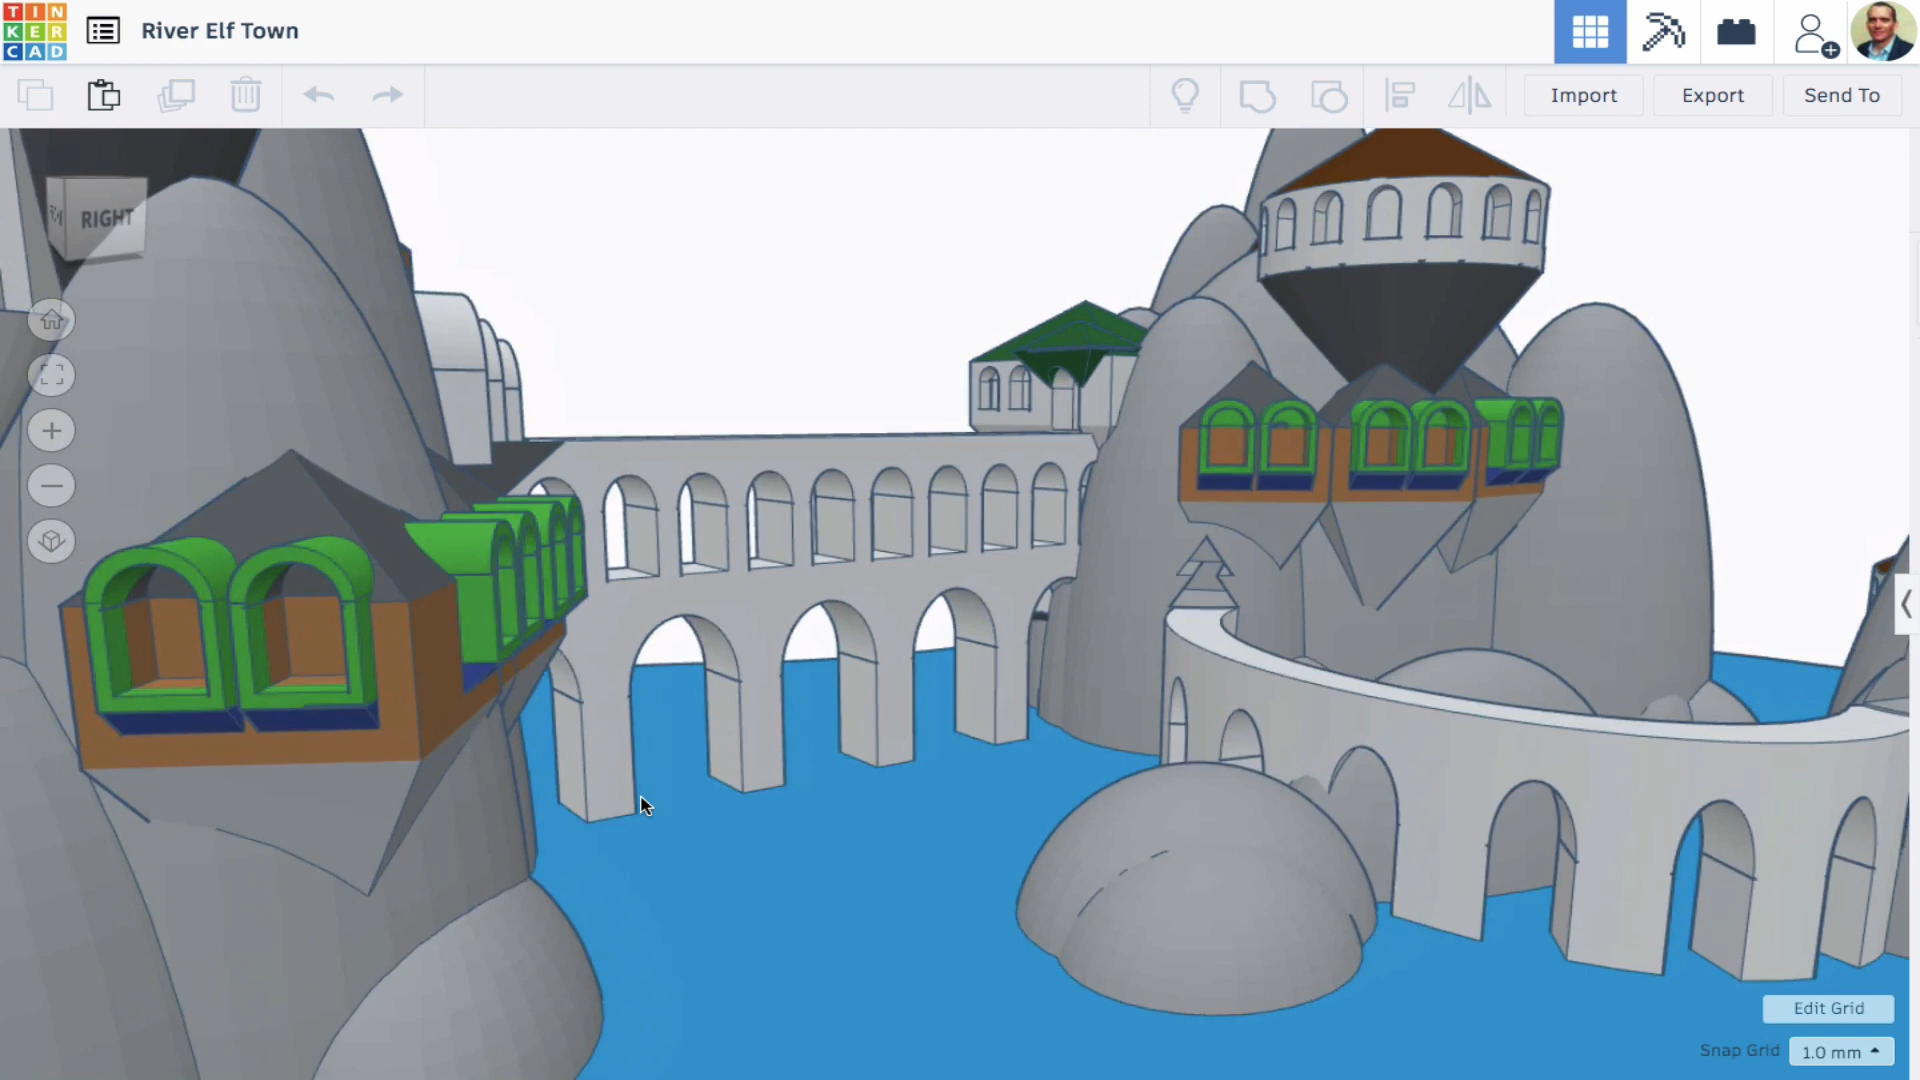 TIN
KER
CAD
River Elf Town
Import
Export
Send To
RIGHT
Edit Grid
Snap Grid
1.0 mm